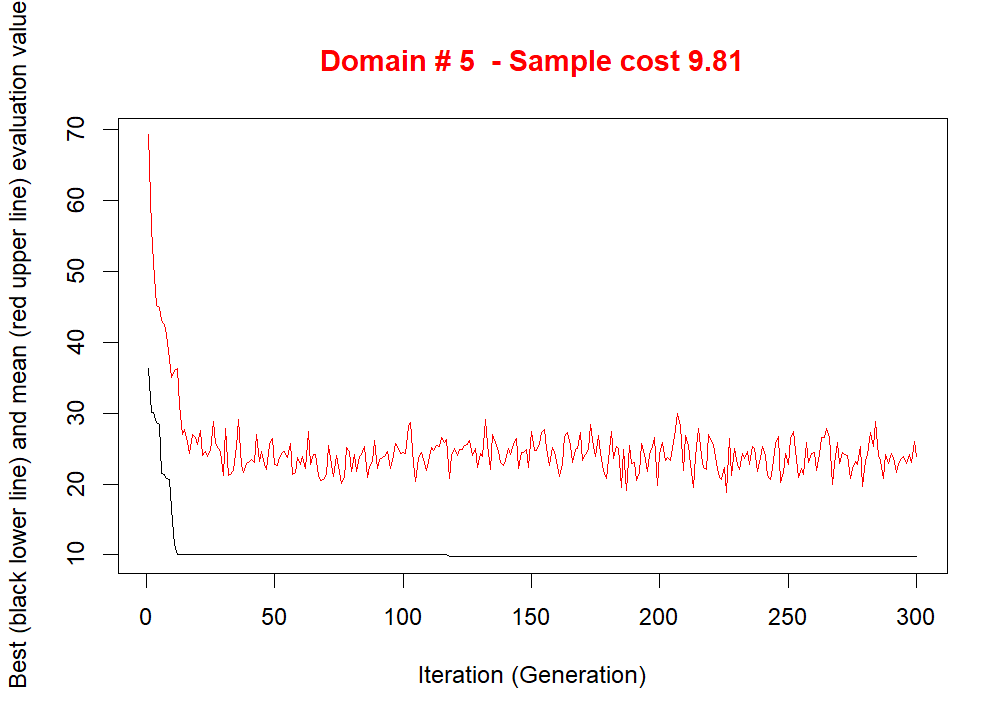 Domain # 5  - Sample cost 9.81
Best (black lower line) and mean (red upper line) evaluation value
70
60
50
40
30
20
10
0 50 100 150 200 250 300
Iteration (Generation)